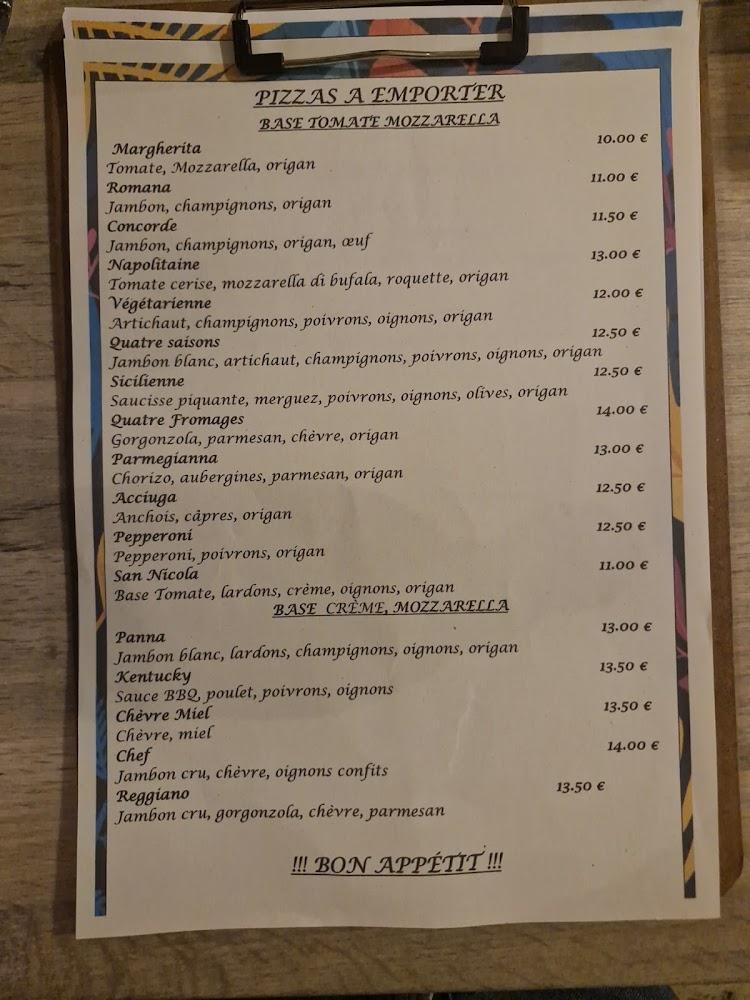 PIZZAS A EMPORTER
BASE TOMATE MOZZARELLA
Margherita 10.00 €
Tomate, Mozzarella, origan
Romana 11.00 €
Jambon, champignons, origan
Concorde 11.50 €
Jambon, champignons, origan, œuf
Napolitaine 13.00 €
Tomate cerise, mozzarella di bufala, roquette, origan
Végétarienne 12.00 €
Artichaut, champignons, poivrons, oignons, origan
Quatre saisons 12.50 €
Jambon blanc, artichaut, champignons, poivrons, oignons, origan
Sicilienne 12.50 €
Saucisse piquante, merguez, poivrons, oignons, olives, origan
Quatre Fromages 14.00 €
Gorgonzola, parmesan, chèvre, origan
Parmegianna 13.00 €
Chorizo, aubergines, parmesan, origan
Acciuga 12.50 €
Anchois, câpres, origan
Pepperoni 12.50 €
Pepperoni, poivrons, origan
San Nicola 11.00 €
Base Tomate, lardons, crème, oignons, origan
BASE CRÈME, MOZZARELLA
Panna 13.00 €
Jambon blanc, lardons, champignons, oignons, origan
Kentucky 13.50 €
Sauce BBQ, poulet, poivrons, oignons
Chèvre Miel 13.50 €
Chèvre, miel
Chef 14.00 €
Jambon cru, chèvre, oignons confits
Reggiano 13.50 €
Jambon cru, gorgonzola, chèvre, parmesan
!!! BON APPÉTIT !!!